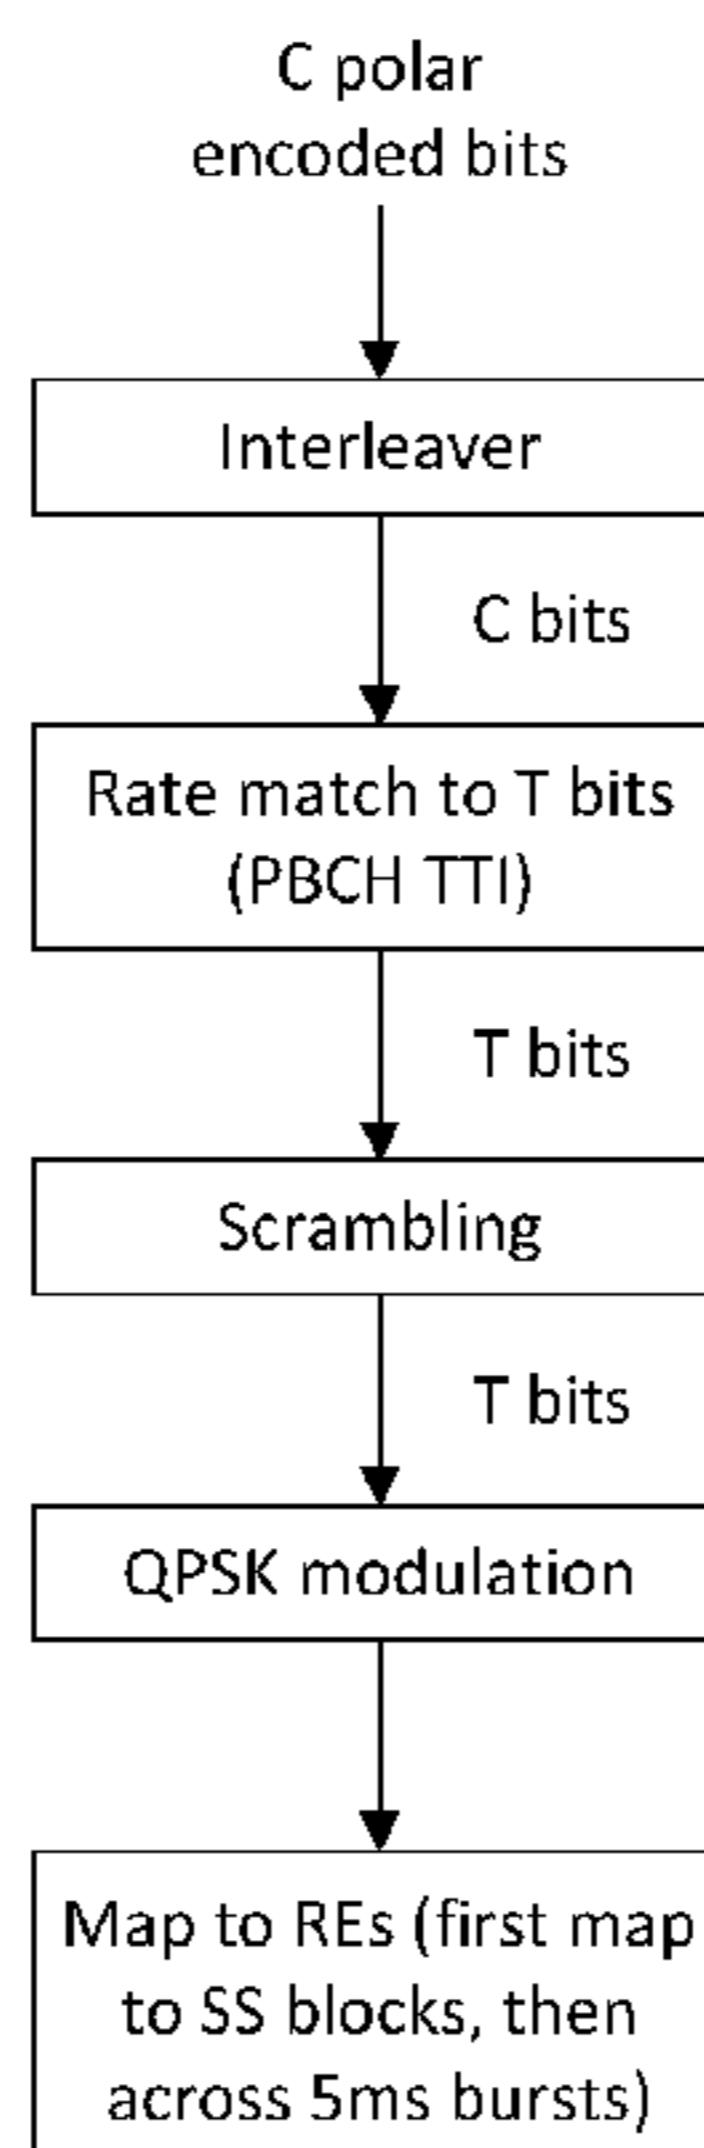 C polar
encoded bits
Interleaver
C bits
Rate match to T bits
(PBCH TTI)
T bits
Scrambling
T bits
QPSK modulation
Map to REs (first map
to SS blocks, then
across 5ms bursts)